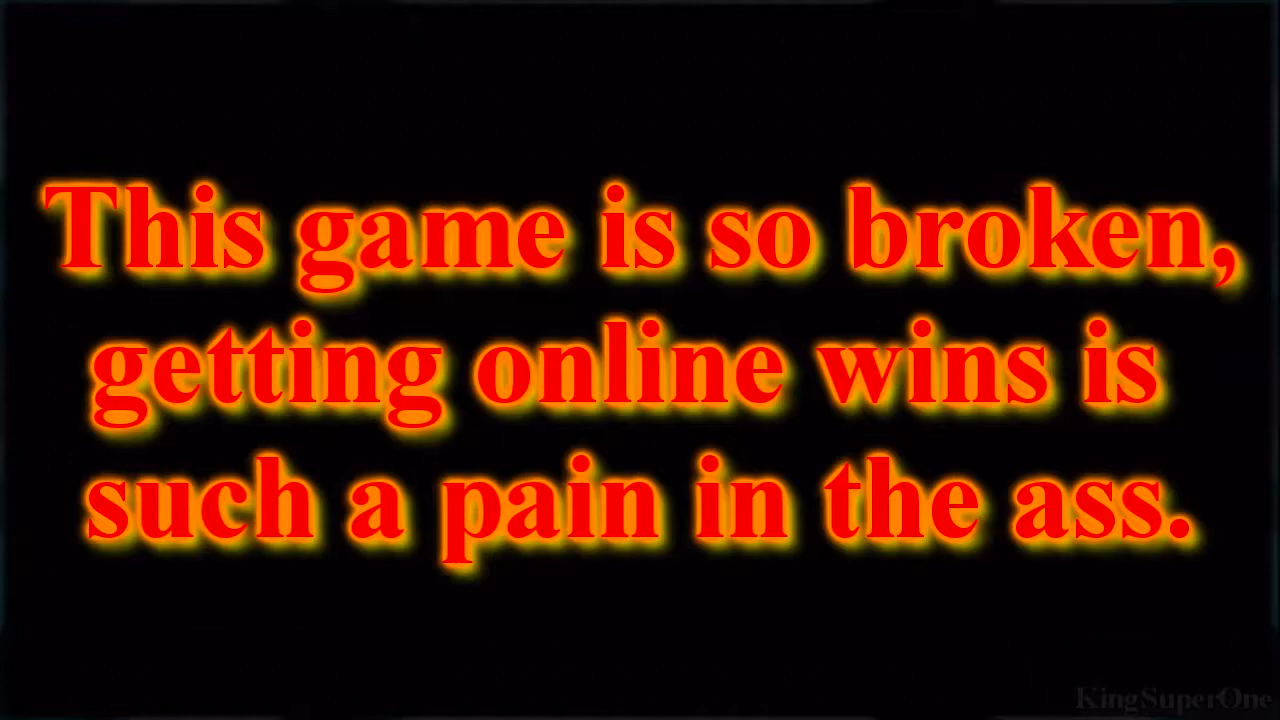 This game is so broken,
getting online wins is
such a pain in the ass.
KingSuperOne